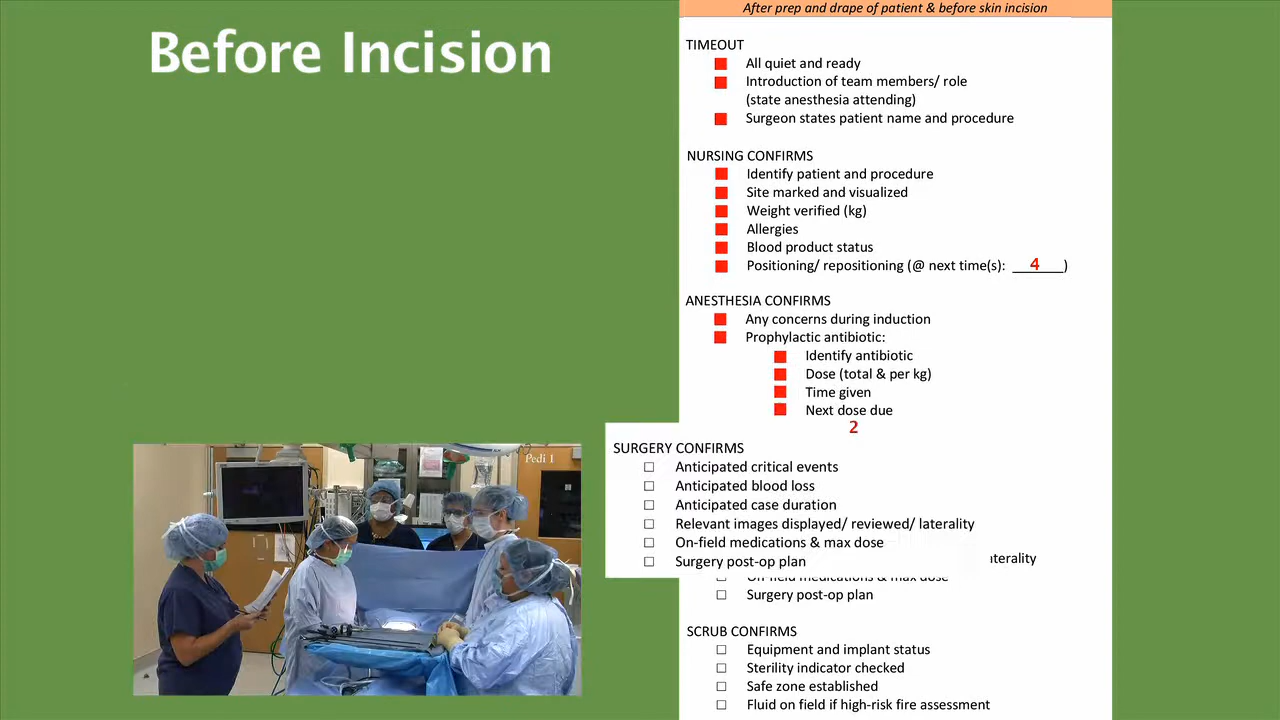 Before Incision
After prep and drape of patient & before skin incision
TIMEOUT
All quiet and ready
Introduction of team members/ role
(state anesthesia attending)
Surgeon states patient name and procedure
NURSING CONFIRMS
Identify patient and procedure
Site marked and visualized
Weight verified (kg)
Allergies
Blood product status
Positioning/ repositioning (@ next time(s): 4)
ANESTHESIA CONFIRMS
Any concerns during induction
Prophylactic antibiotic:
Identify antibiotic
Dose (total & per kg)
Time given
Next dose due
2
SURGERY CONFIRMS
Anticipated critical events
Anticipated blood loss
Anticipated case duration
Relevant images displayed/ reviewed/ laterality
On-field medications & max dose
Surgery post-op plan
terality
On-field medications & max dose
Surgery post-op plan
SCRUB CONFIRMS
Equipment and implant status
Sterility indicator checked
Safe zone established
Fluid on field if high-risk fire assessment
Pedi 1